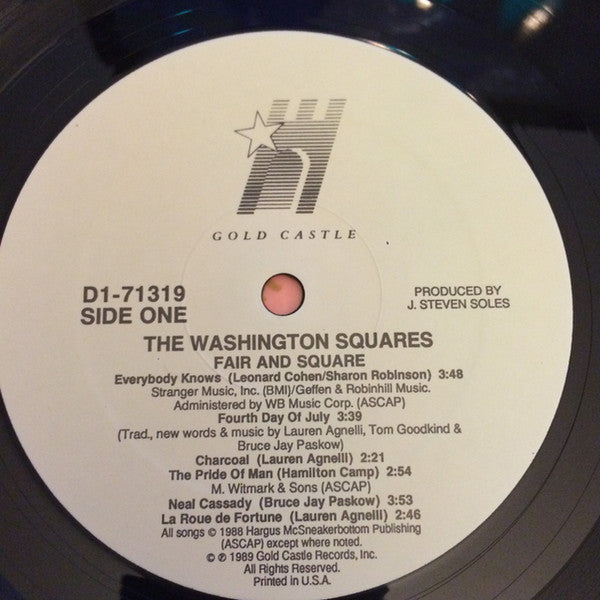 GOLD CASTLE
D1-71319
SIDE ONE
PRODUCED BY
J. STEVEN SOLES
THE WASHINGTON SQUARES
FAIR AND SQUARE
Everybody Knows (Leonard Cohen/Sharon Robinson) 3:48
Stranger Music, Inc. (BMI)/Geffen & Robinhill Music.
Administered by WB Music Corp. (ASCAP)
Fourth Day Of July 3:39
(Trad., new words & music by Lauren Agnelli, Tom Goodkind &
Bruce Jay Paskow)
Charcoal (Lauren Agnelli) 2:21
The Pride Of Man (Hamilton Camp) 2:54
M. Witmark & Sons (ASCAP)
Neal Cassady (Bruce Jay Paskow) 3:53
La Roue de Fortune (Lauren Agnelli) 2:46
All songs © 1988 Hargus McSneakerbottom Publishing
(ASCAP) except where noted.
© ℗ 1989 Gold Castle Records, Inc.
All Rights Reserved.
Printed in U.S.A.